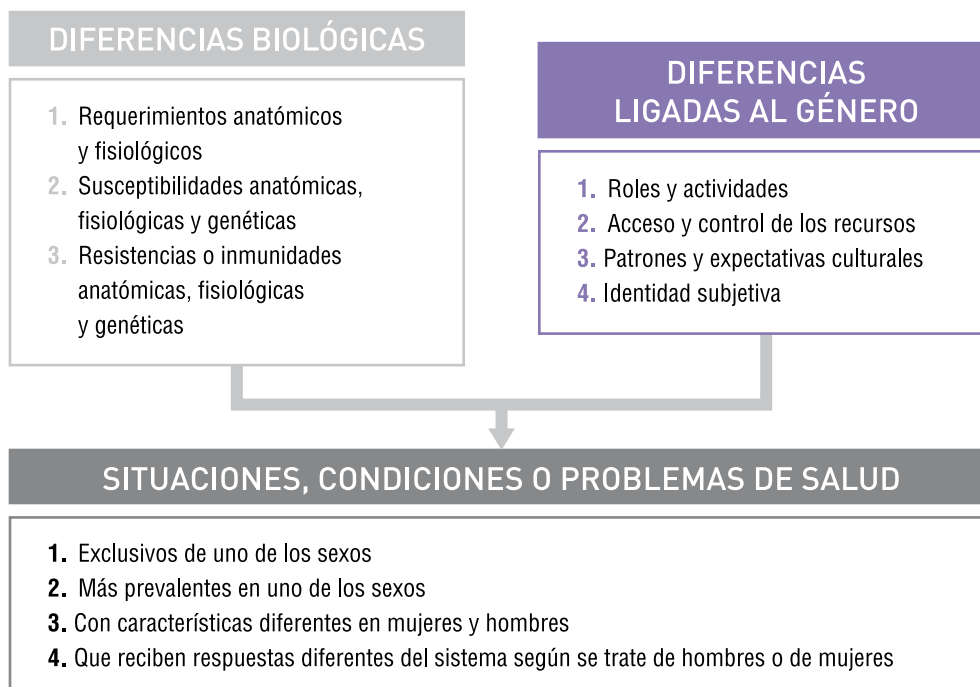 DIFERENCIAS BIOLÓGICAS
1. Requerimientos anatómicos
y fisiológicos
2. Susceptibilidades anatómicas,
fisiológicas y genéticas
3. Resistencias o inmunidades
anatómicas, fisiológicas
y genéticas
DIFERENCIAS
LIGADAS AL GÉNERO
1. Roles y actividades
2. Acceso y control de los recursos
3. Patrones y expectativas culturales
4. Identidad subjetiva
SITUACIONES, CONDICIONES O PROBLEMAS DE SALUD
1. Exclusivos de uno de los sexos
2. Más prevalentes en uno de los sexos
3. Con características diferentes en mujeres y hombres
4. Que reciben respuestas diferentes del sistema según se trate de hombres o de mujeres